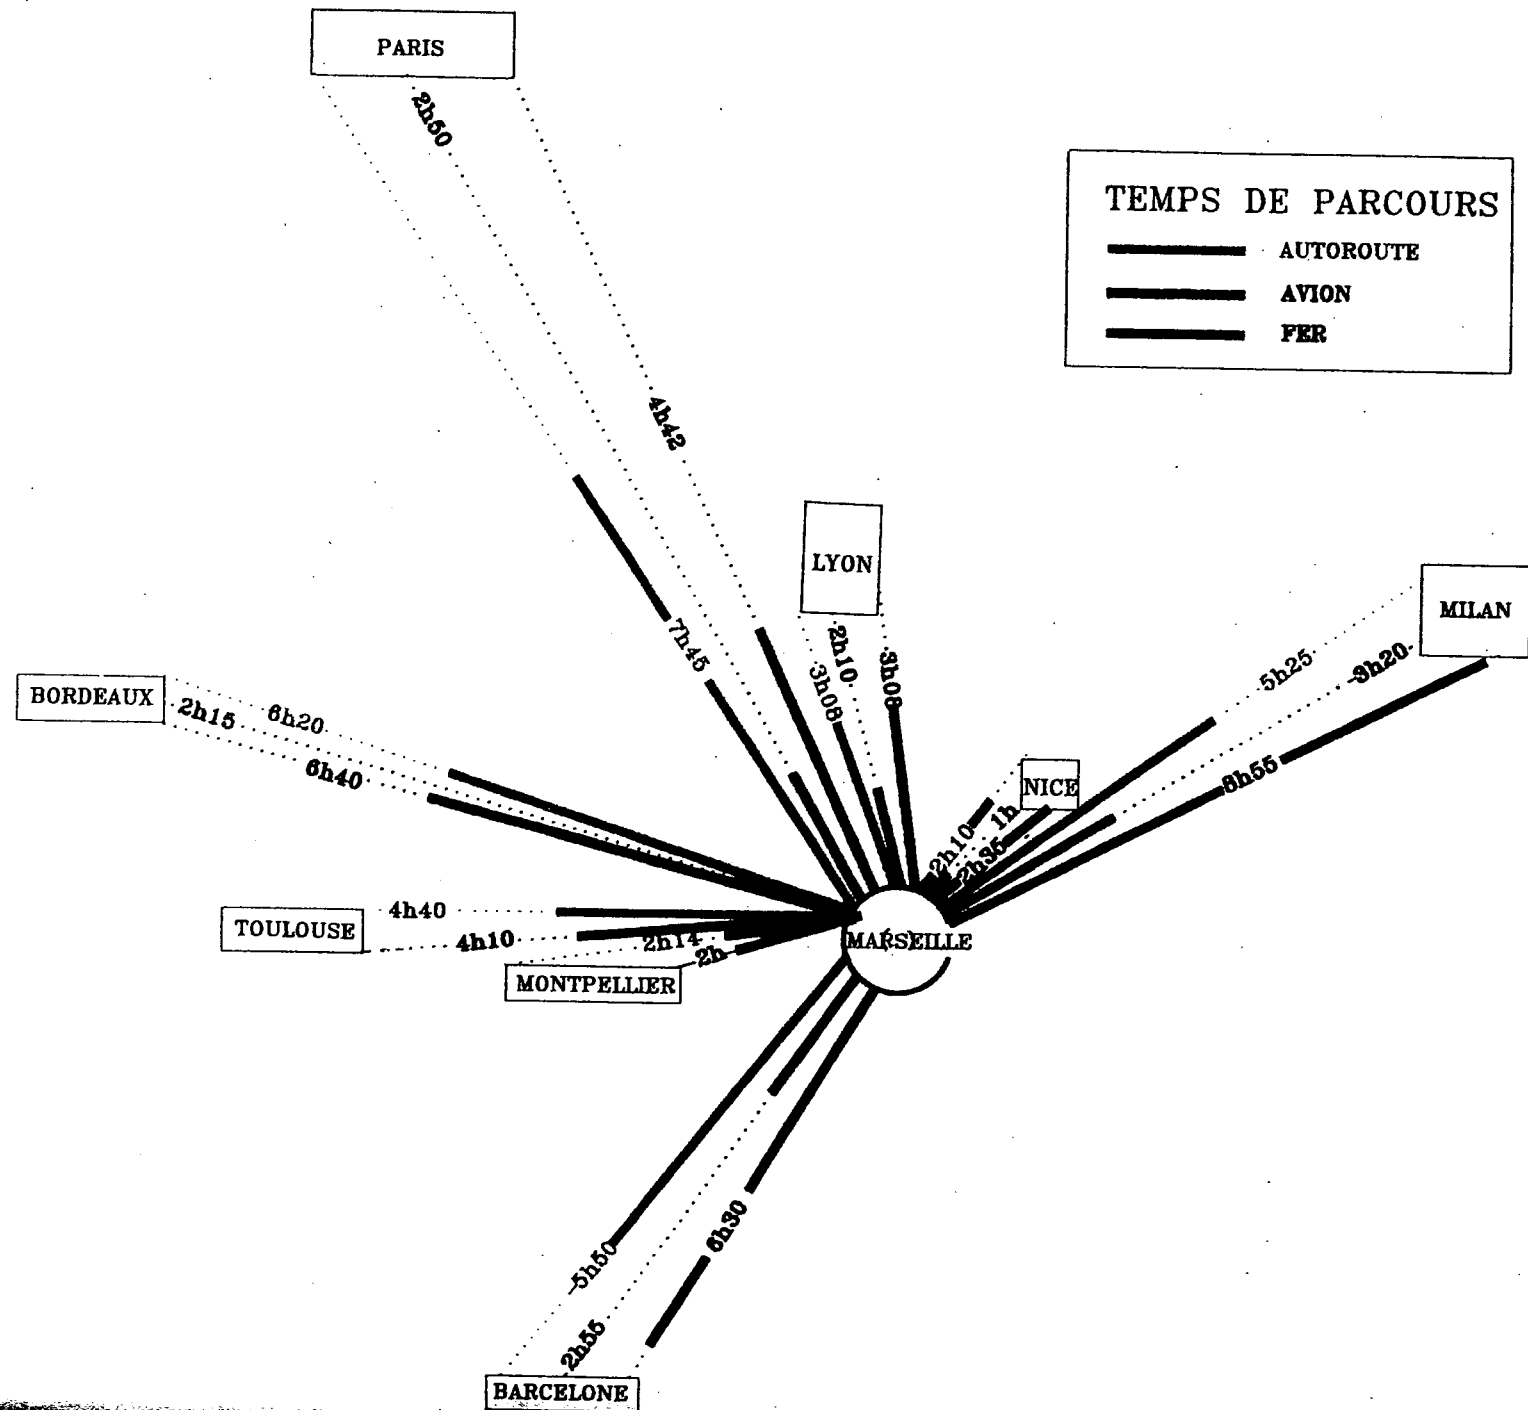 PARIS
2h50
TEMPS DE PARCOURS
AUTOROUTE
AVION
FER
4h42
LYON
MILAN
7h45
2h10
3h08
3h08
5h25
3h20
8h55
BORDEAUX
6h20
2h15
6h40
NICE
1h
2h10
2h35
TOULOUSE
4h40
4h10
2h14
2h
MONTPELLIER
MARSEILLE
6h30
5h50
2h55
BARCELONE